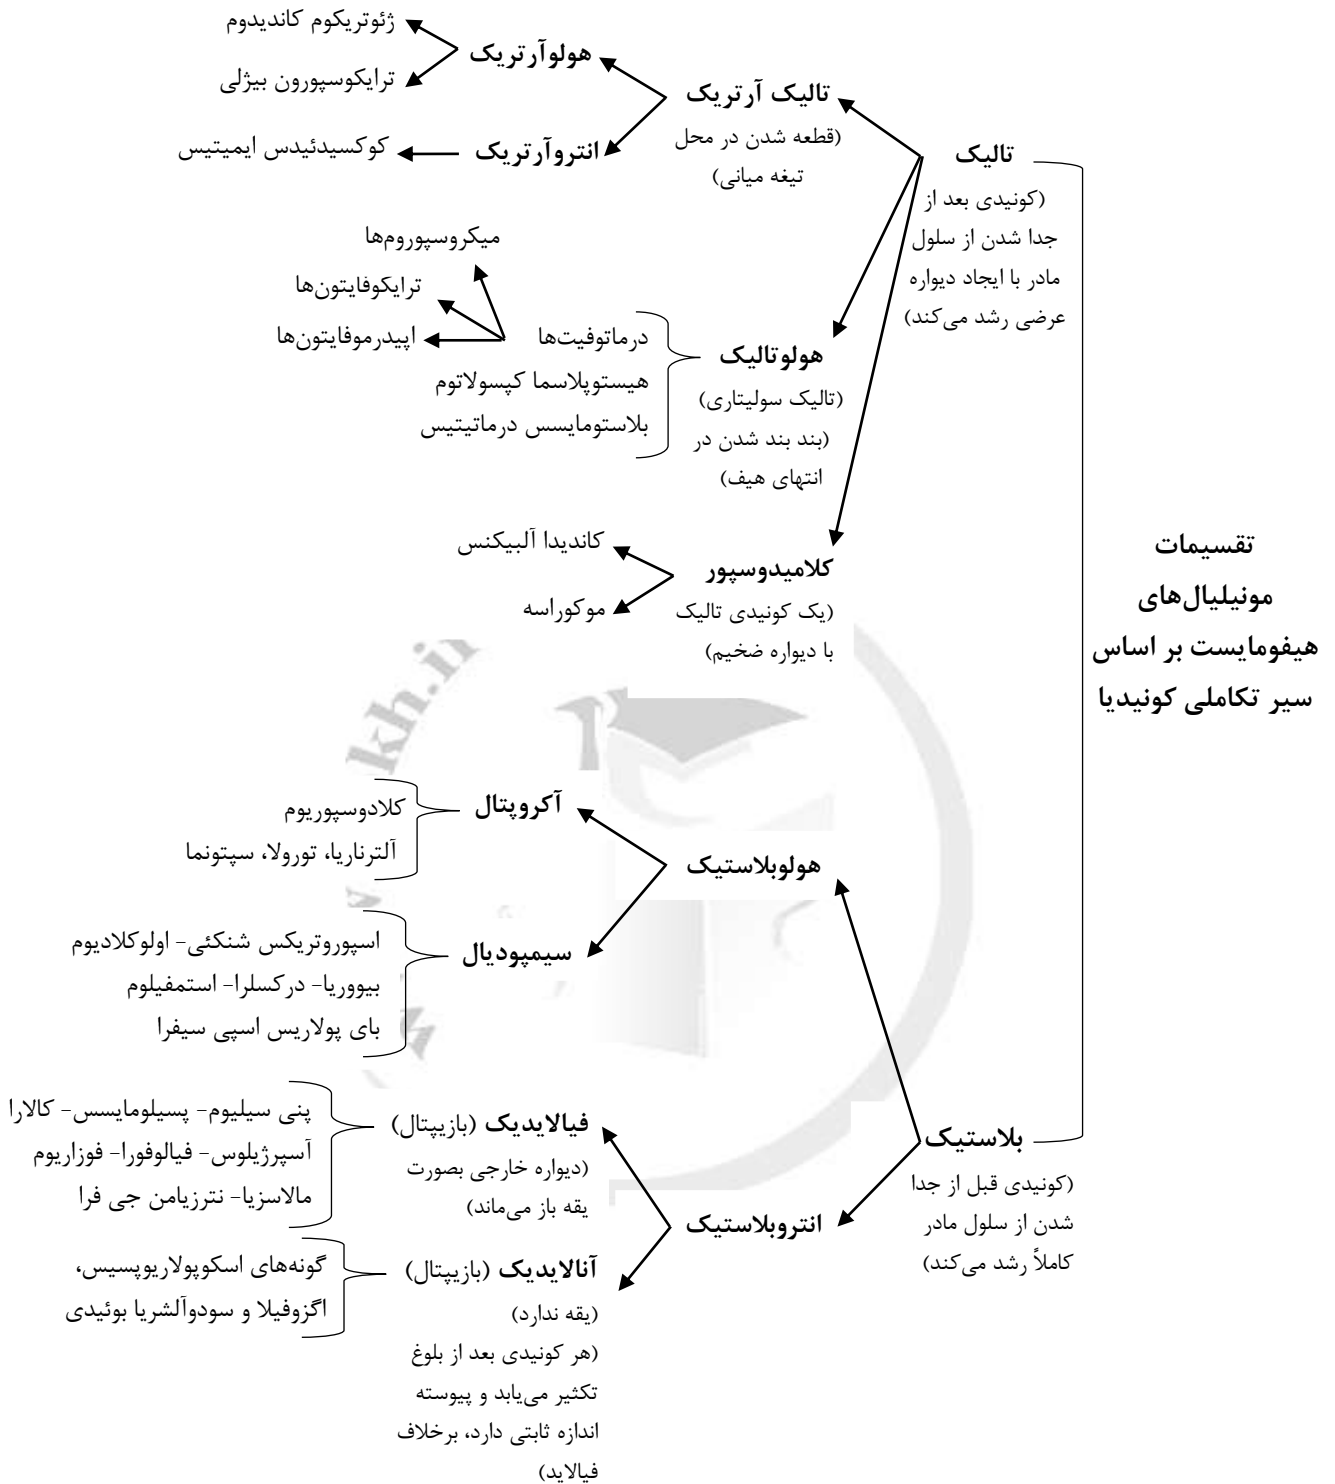 تقسیمات
مونیلیال‌های
هیفومایست بر اساس
سیر تکاملی کونیدیا
تالیک
(کونیدی بعد از
جدا شدن از سلول
مادر با ایجاد دیواره
عرضی رشد می‌کند)
تالیک آرتریک
(قطعه شدن در محل
تیغه میانی)
هولوآرتریک
ژئوتریکوم کاندیدوم
ترایکوسپورون بیژلی
انتروآرتریک
کوکسیدئیدس ایمیتیس
هولوتالیک
(تالیک سولیتاری)
(بند بند شدن در
انتهای هیف)
درماتوفیت‌ها
هیستوپلاسما کپسولاتوم
بلاستومایسس درماتیتیس
میکروسپوروم‌ها
ترایکوفایتون‌ها
اپیدرموفایتون‌ها
کلامیدوسپور
(یک کونیدی تالیک
با دیواره ضخیم)
کاندیدا آلبیکنس
موکوراسه
بلاستیک
(کونیدی قبل از جدا
شدن از سلول مادر
کاملاً رشد می‌کند)
هولوبلاستیک
آکروپتال
کلادوسپوریوم
آلترناریا، تورولا، سپتونما
سیمپودیال
اسپوروتریکس شنکئی- اولوکلادیوم
بیووریا- درکسلرا- استمفیلوم
بای پولاریس اسپی سیفرا
انتروبلاستیک
فیالایدیک (بازیپتال)
(دیواره خارجی بصورت
یقه باز می‌ماند)
پنی سیلیوم- پسیلومایسس- کالارا
آسپرژیلوس- فیالوفورا- فوزاریوم
مالاسزیا- نترزیامن جی فرا
آنالایدیک (بازیپتال)
(یقه ندارد)
(هر کونیدی بعد از بلوغ
تکثیر می‌یابد و پیوسته
اندازه ثابتی دارد، برخلاف
فیالاید)
گونه‌های اسکوپولاریوپسیس،
اگزوفیلا و سودوآلشریا بوئیدی
kh.ir